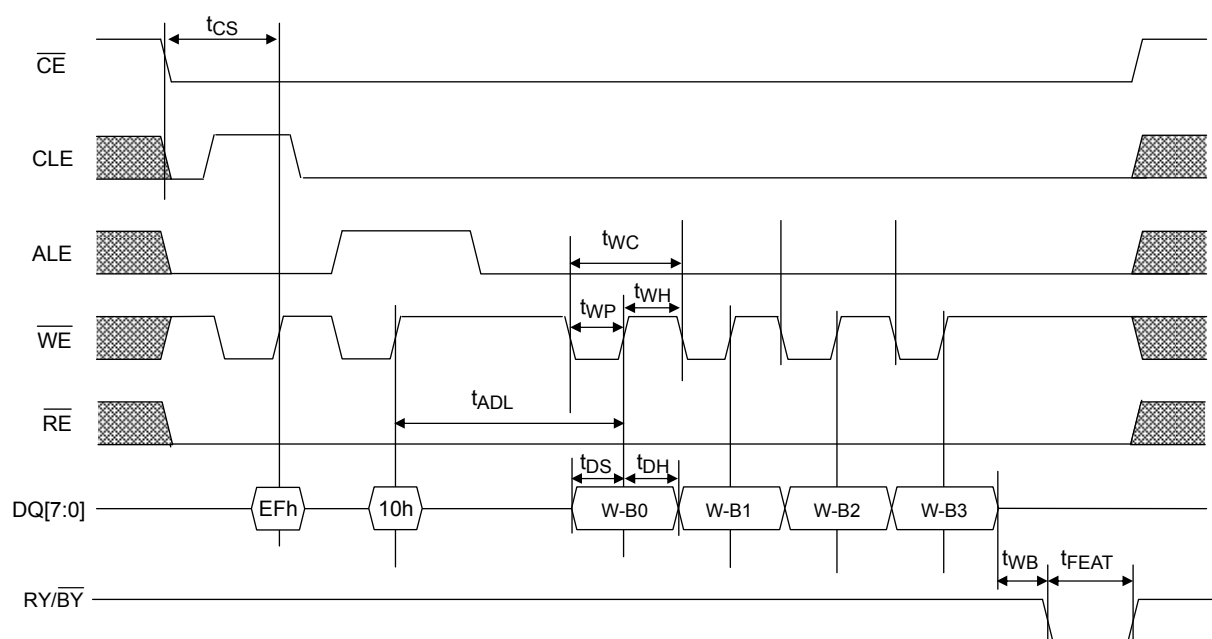 tCS
CE
CLE
ALE
tWC
tWP
tWH
WE
tADL
RE
tDS
tDH
DQ[7:0]
EFh
10h
W-B0
W-B1
W-B2
W-B3
tWB
tFEAT
RY/BY